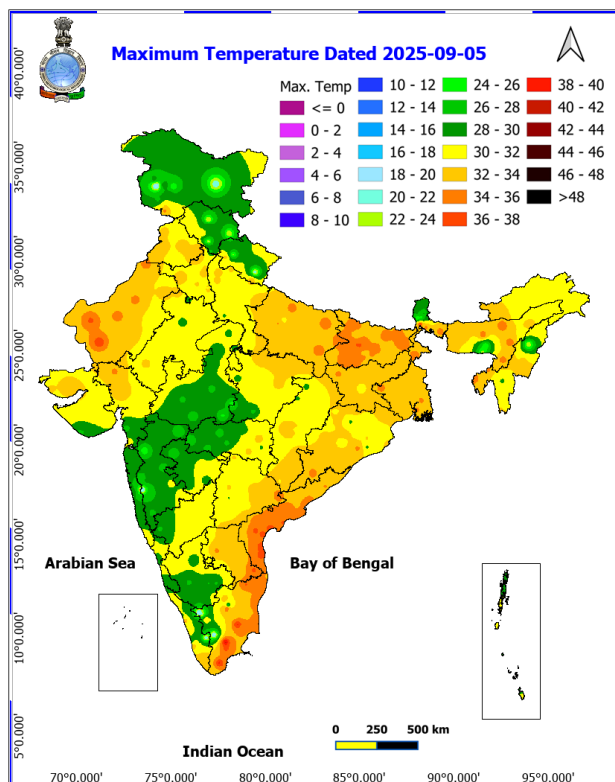 Maximum Temperature Dated 2025-09-05
Max. Temp
<= 0
0 - 2
2 - 4
4 - 6
6 - 8
8 - 10
10 - 12
12 - 14
14 - 16
16 - 18
18 - 20
20 - 22
22 - 24
24 - 26
26 - 28
28 - 30
30 - 32
32 - 34
34 - 36
36 - 38
38 - 40
40 - 42
42 - 44
44 - 46
46 - 48
>48
40°0.000'
35°0.000'
30°0.000'
25°0.000'
20°0.000'
15°0.000'
10°0.000'
5°0.000'
Arabian Sea
Bay of Bengal
Indian Ocean
0 250 500 km
70°0.000' 75°0.000' 80°0.000' 85°0.000' 90°0.000' 95°0.000'